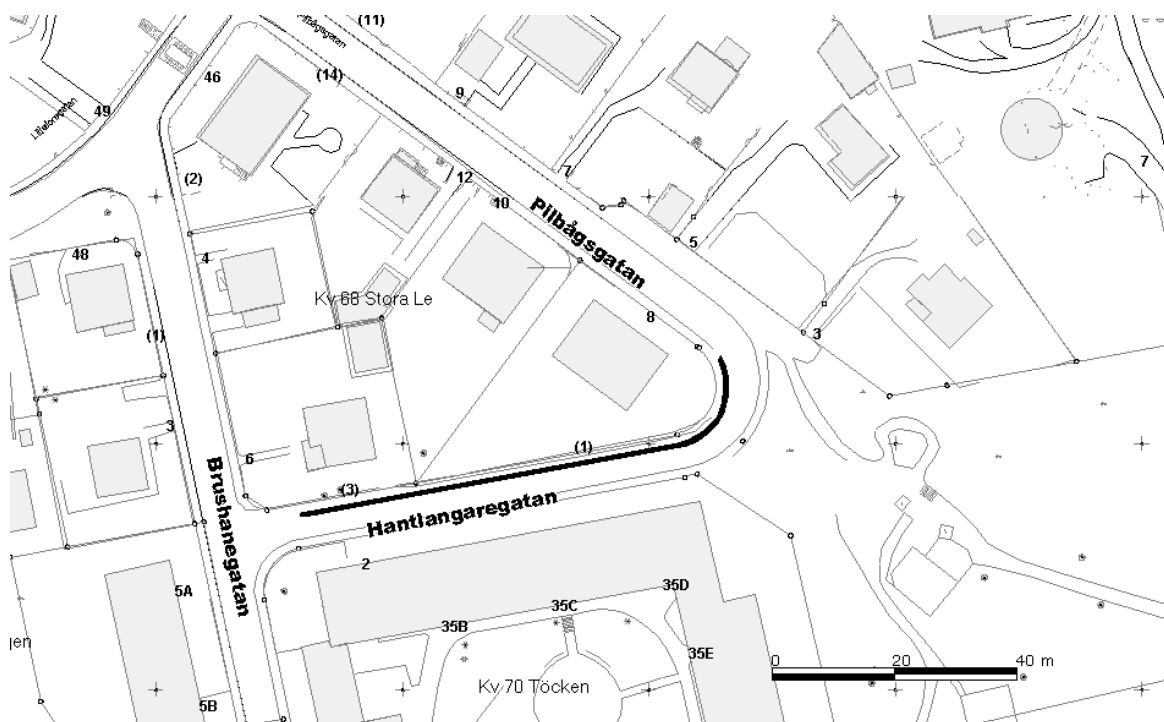 (11)
46
(14)
9
49
7
7
(2)
12
10
Pilbågsgatan
5
48
4
Kv 68 Stora Le
(1)
8
3
3
6
(1)
(3)
Brushanegatan
Hantlangaregatan
2
5A
35D
35C
35B
35E
gen
0 20 40 m
Kv 70 Töcken
5B